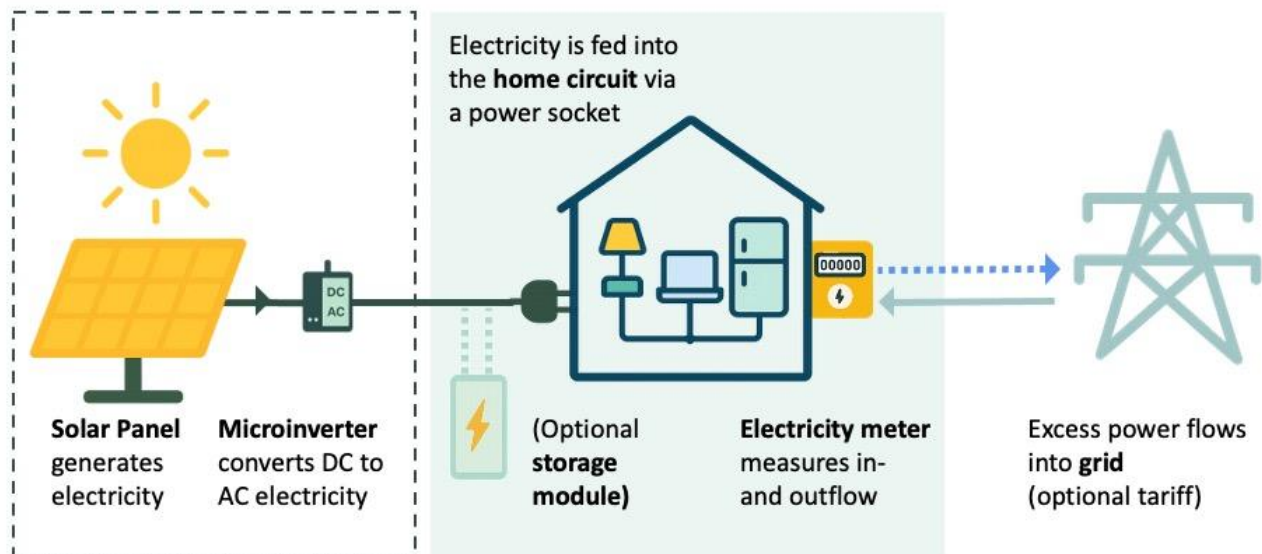 Electricity is fed into
the home circuit via
a power socket
DC
AC
00000
Solar Panel
generates
electricity
Microinverter
converts DC to
AC electricity
(Optional
storage
module)
Electricity meter
measures in-
and outflow
Excess power flows
into grid
(optional tariff)